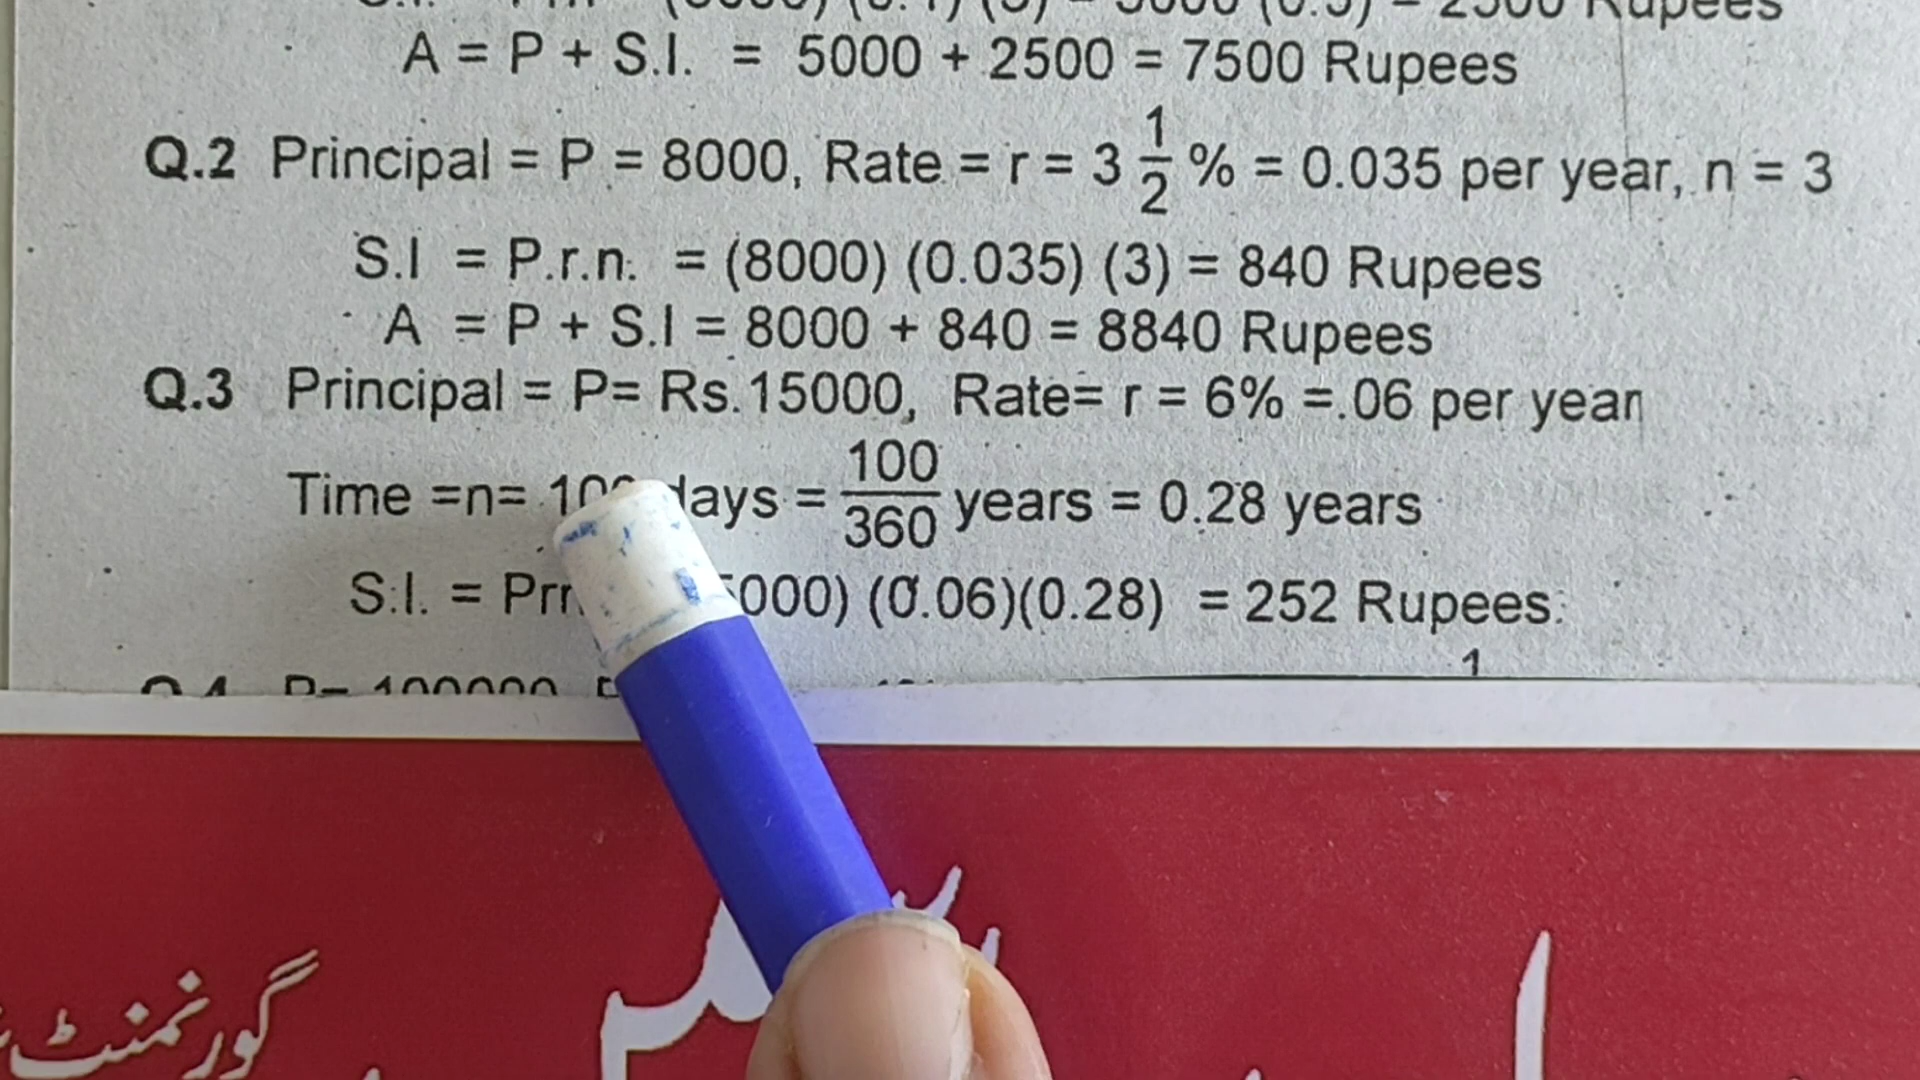 A = P + S.I. = 5000 + 2500 = 7500 Rupees
Q.2 Principal = P = 8000, Rate = r = 3 1/2 % = 0.035 per year, n = 3
S.I = P.r.n. = (8000) (0.035) (3) = 840 Rupees
A = P + S.I = 8000 + 840 = 8840 Rupees
Q.3 Principal = P= Rs.15000, Rate= r = 6% =.06 per year
Time =n= days = 100/360 years = 0.28 years
S.I. = 000) (0.06)(0.28) = 252 Rupees.
گورنمنٹ